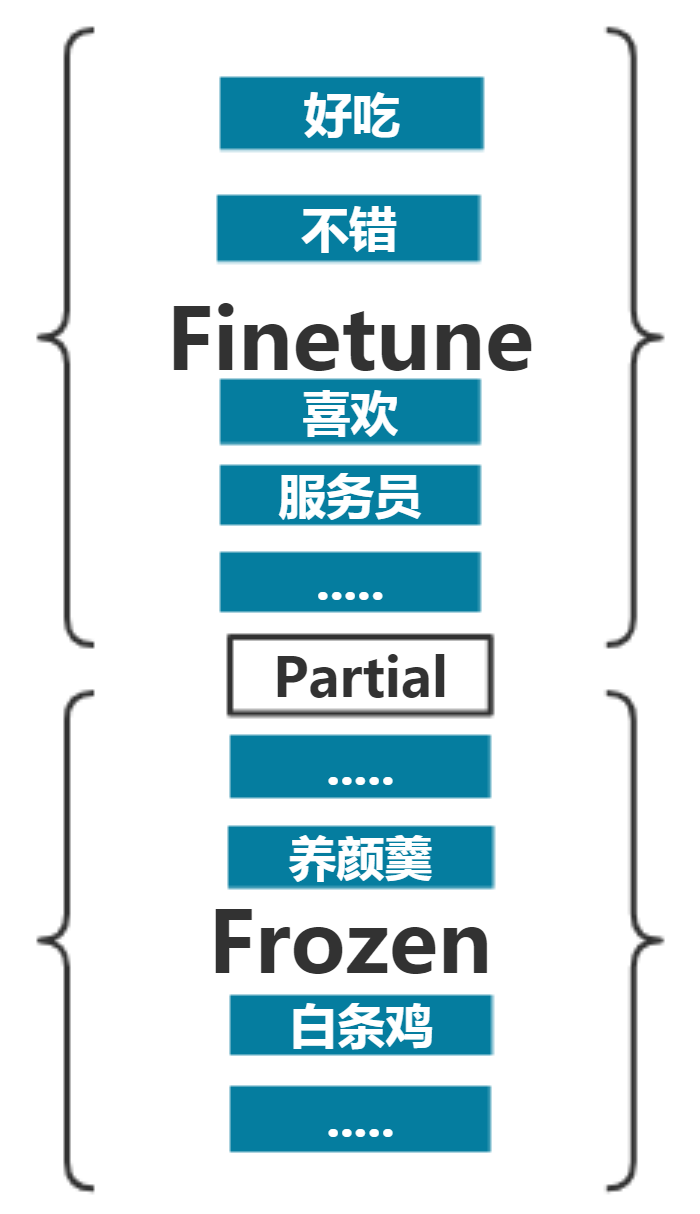 好吃
不错
Finetune
喜欢
服务员
.....
Partial
.....
养颜羹
Frozen
白条鸡
.....